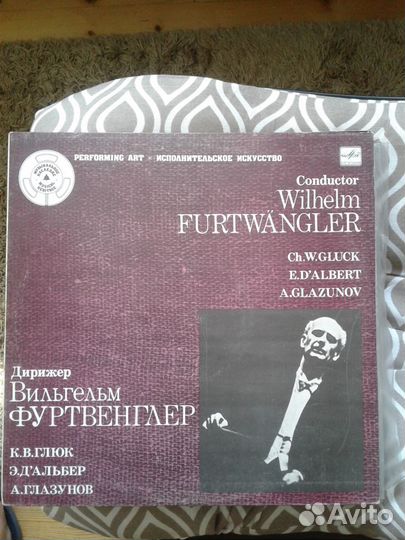 PERFORMING ART • ИСПОЛНИТЕЛЬСКОЕ ИСКУССТВО
Conductor
Wilhelm
FURTWÄNGLER
Ch.W.GLUCK
E.D'ALBERT
A.GLAZUNOV
Дирижер
Вильгельм
ФУРТВЕНГЛЕР
К.В.ГЛЮК
Э.Д'АЛЬБЕР
А.ГЛАЗУНОВ
Avito